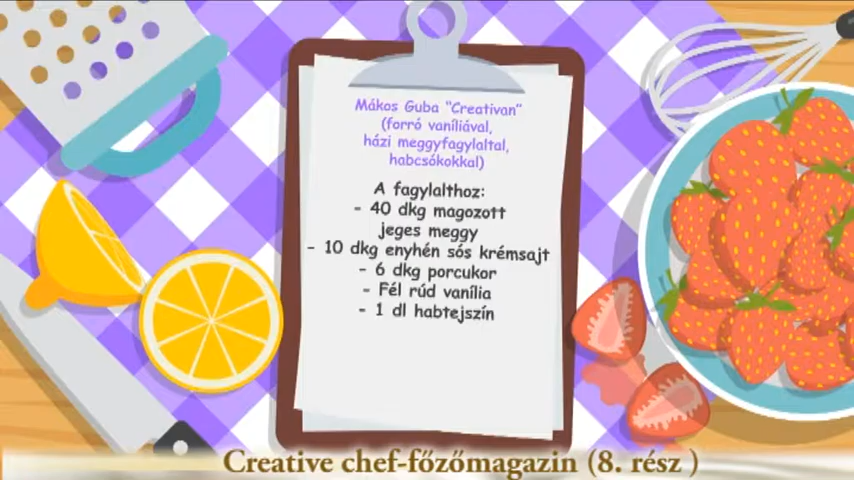 Mákos Guba "Creativan"
(forró vaníliával,
házi meggyfagylaltal,
habcsókokkal)
A fagylalthoz:
- 40 dkg magozott
jeges meggy
- 10 dkg enyhén sós krémsajt
- 6 dkg porcukor
- Fél rúd vanília
- 1 dl habtejszín
Creative chef-főzőmagazin (8. rész )